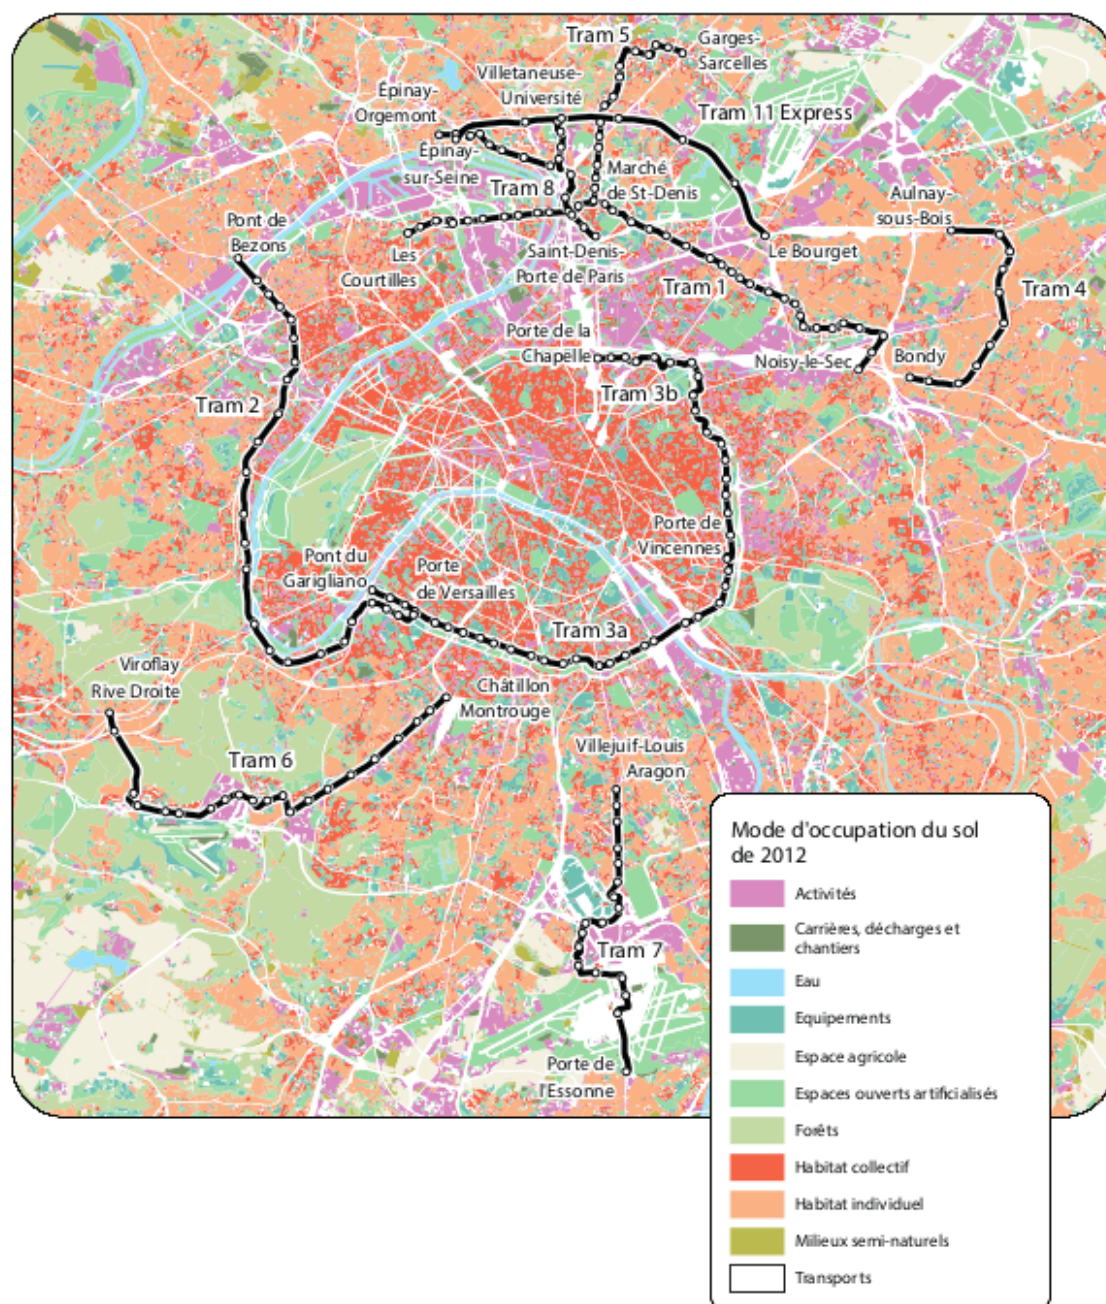 Tram 5
Garges-
Sarcelles
Villetaneuse-
Université
Épinay-
Orgemont
Tram 11 Express
Épinay-
sur-Seine
Marché
de St-Denis
Tram 8
Aulnay-
sous-Bois
Pont de
Bezons
Les
Courtilles
Saint-Denis-
Porte de Paris
Le Bourget
Tram 1
Tram 4
Porte de la
Chapelle
Noisy-le-Sec
Bondy
Tram 3b
Tram 2
Porte de
Vincennes
Pont du
Garigliano
Porte
de Versailles
Tram 3a
Viroflay
Rive Droite
Châtillon
Montrouge
Tram 6
Villejuif-Louis
Aragon
Tram 7
Porte de
l'Essonne
Mode d'occupation du sol
de 2012
Activités
Carrières, décharges et
chantiers
Eau
Equipements
Espace agricole
Espaces ouverts artificialisés
Forêts
Habitat collectif
Habitat individuel
Milieux semi-naturels
Transports